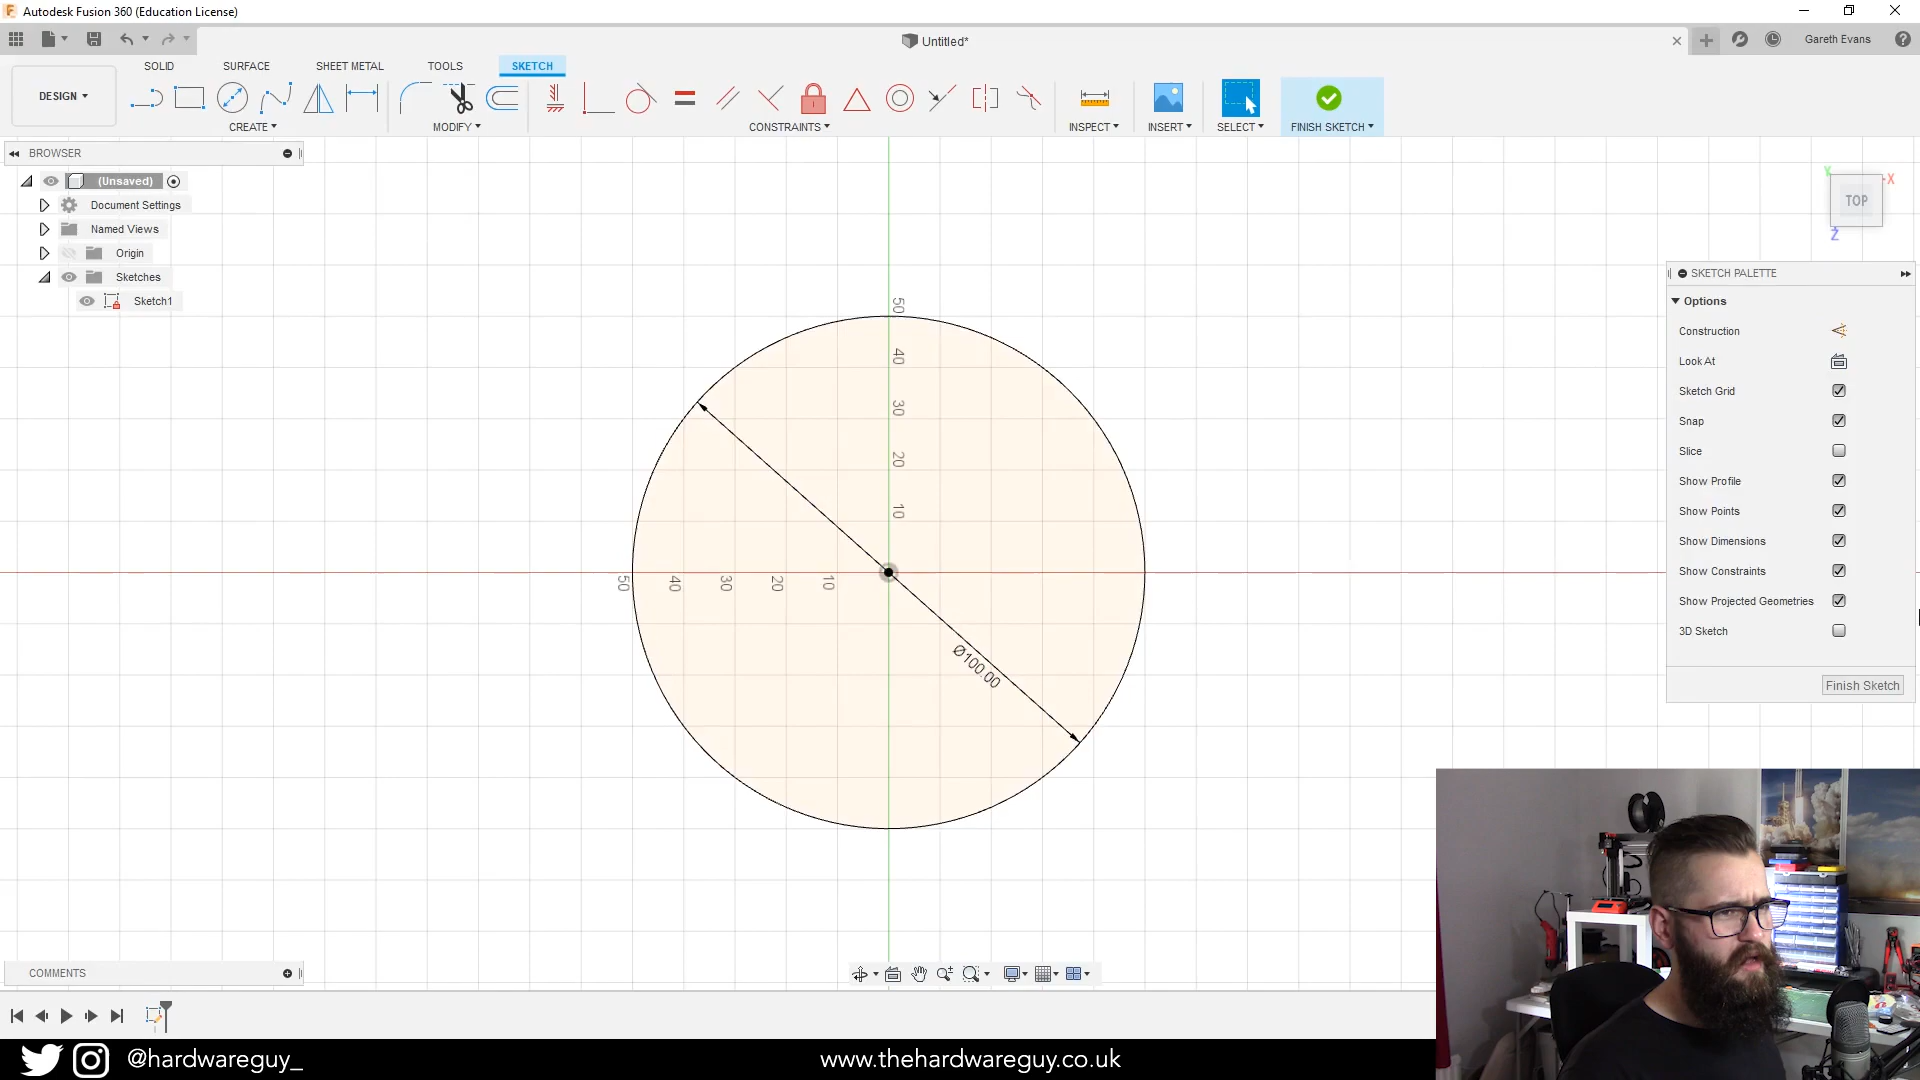 Autodesk Fusion 360 (Education License)
Untitled*
Gareth Evans
SOLID
SURFACE
SHEET METAL
TOOLS
SKETCH
DESIGN
CREATE
MODIFY
CONSTRAINTS
INSPECT
INSERT
SELECT
FINISH SKETCH
BROWSER
(Unsaved)
Document Settings
Named Views
Origin
Sketches
Sketch1
Y
X
TOP
Z
SKETCH PALETTE
Options
Construction
Look At
Sketch Grid
Snap
Slice
Show Profile
Show Points
Show Dimensions
Show Constraints
Show Projected Geometries
3D Sketch
Finish Sketch
50
40
30
20
10
50
40
30
20
10
Ø100.00
COMMENTS
@hardwareguy_
www.thehardwareguy.co.uk